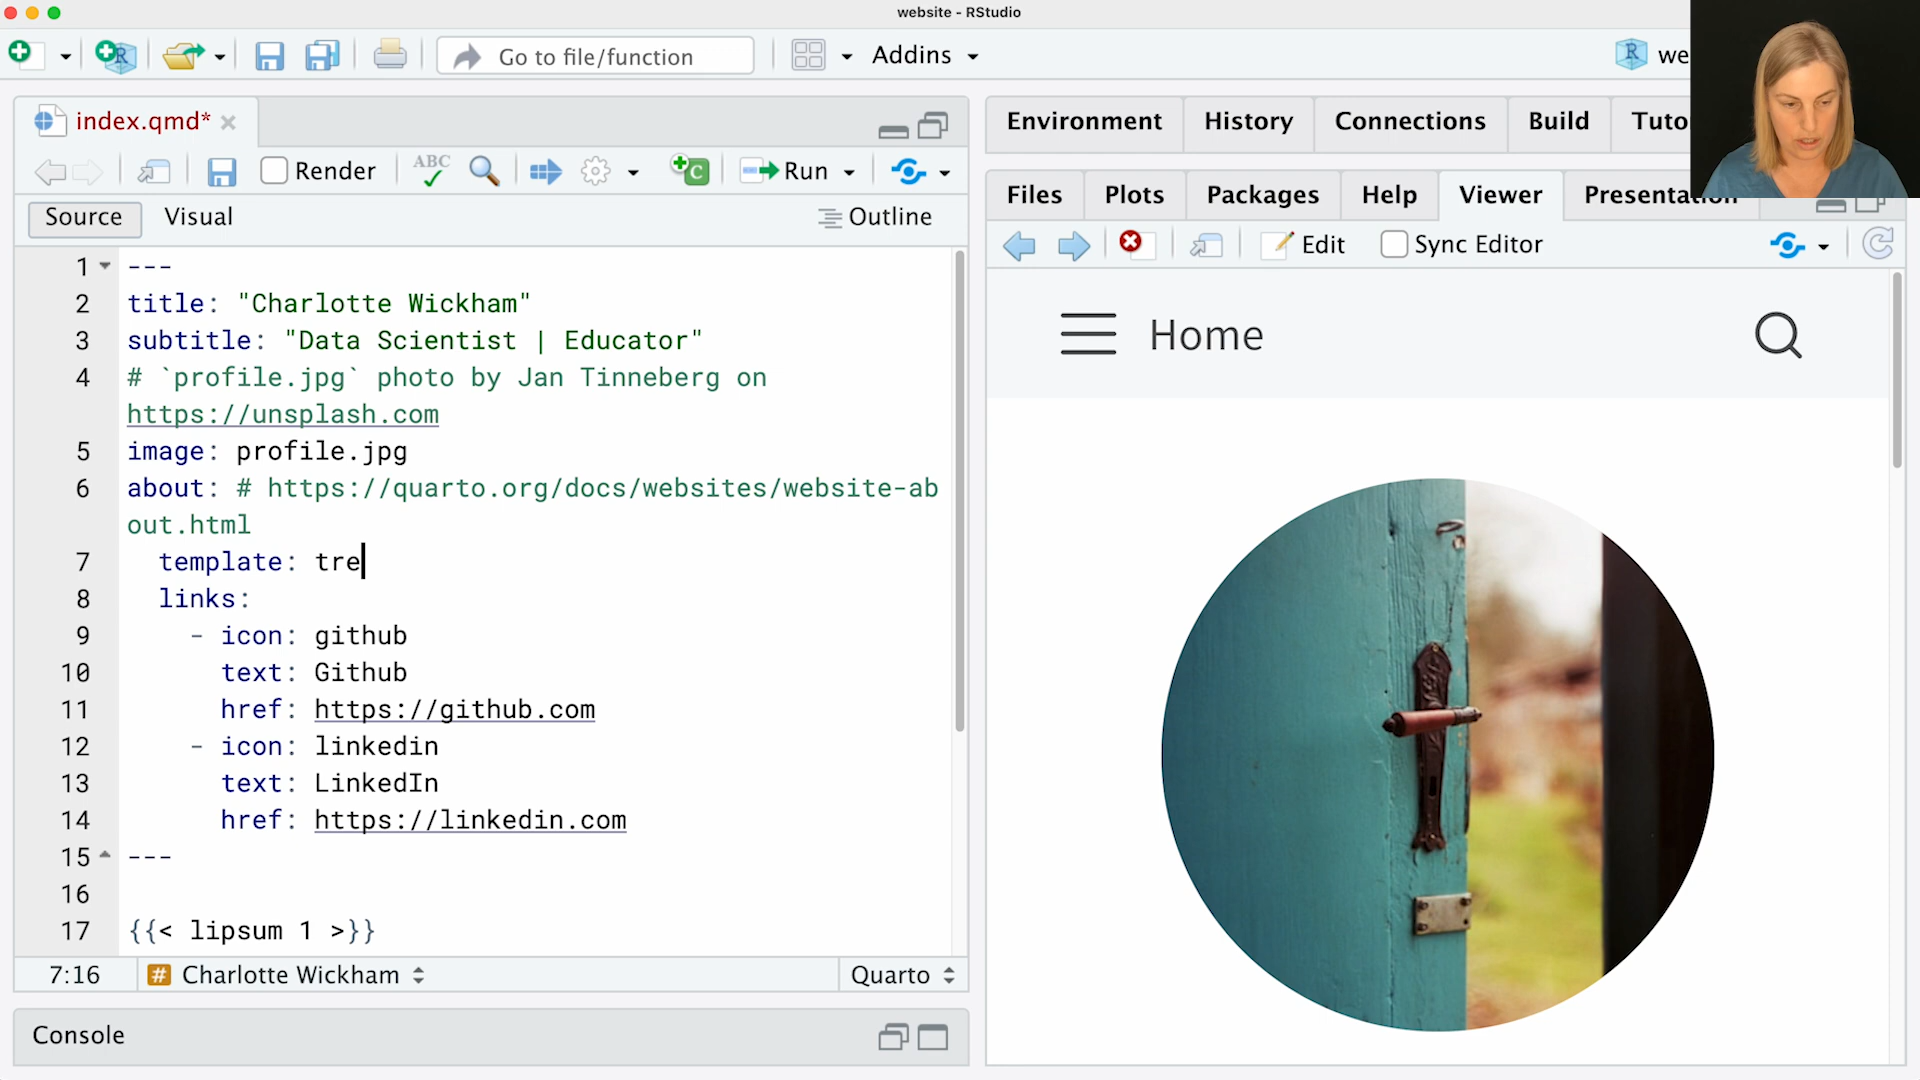 website - RStudio
Go to file/function
Addins
we
index.qmd*
Render
ABC
Run
Source
Visual
Outline
1 ---
2 title: "Charlotte Wickham"
3 subtitle: "Data Scientist | Educator"
4 # `profile.jpg` photo by Jan Tinneberg on
https://unsplash.com
5 image: profile.jpg
6 about: # https://quarto.org/docs/websites/website-ab
out.html
7 template: tre
8 links:
9 - icon: github
10 text: Github
11 href: https://github.com
12 - icon: linkedin
13 text: LinkedIn
14 href: https://linkedin.com
15 ---
16
17 {{< lipsum 1 >}}
7:16
# Charlotte Wickham
Quarto
Console
Environment
History
Connections
Build
Tuto
Files
Plots
Packages
Help
Viewer
Presentation
Edit
Sync Editor
Home